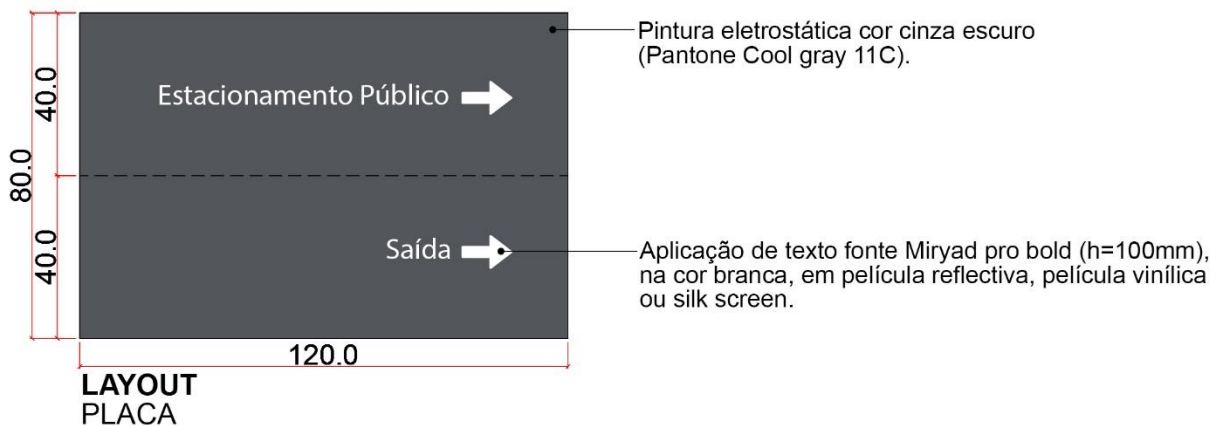 Pintura eletrostática cor cinza escuro
(Pantone Cool gray 11C).
40.0
Estacionamento Público
80.0
40.0
Saída
Aplicação de texto fonte Miryad pro bold (h=100mm),
na cor branca, em película reflectiva, película vinílica
ou silk screen.
120.0
LAYOUT
PLACA